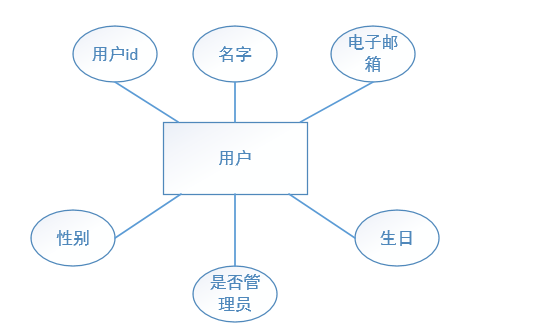 用户id
名字
电子邮
箱
用户
性别
生日
是否管
理员